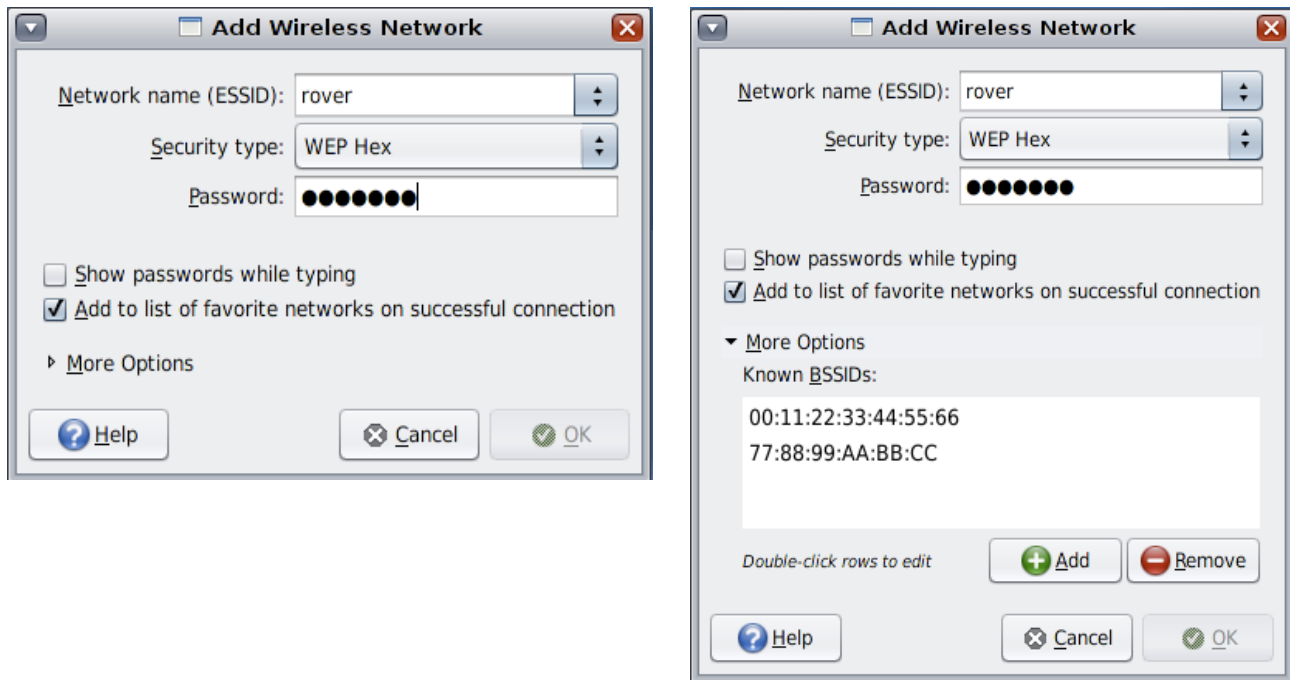 Add Wireless Network
Network name (ESSID): rover
Security type: WEP Hex
Password: ●●●●●●●
Show passwords while typing
Add to list of favorite networks on successful connection
More Options
Help Cancel OK
Add Wireless Network
Network name (ESSID): rover
Security type: WEP Hex
Password: ●●●●●●●
Show passwords while typing
Add to list of favorite networks on successful connection
More Options
Known BSSIDs:
00:11:22:33:44:55:66
77:88:99:AA:BB:CC
Double-click rows to edit Add Remove
Help Cancel OK